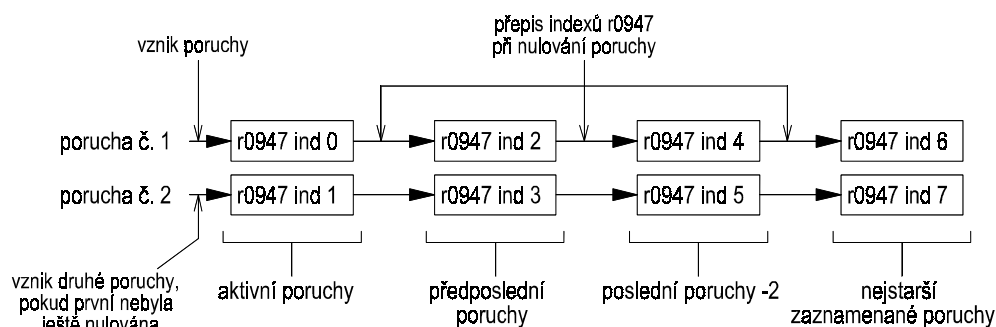 přepis indexů r0947
při nulování poruchy
vznik poruchy
porucha č. 1
r0947 ind 0
r0947 ind 2
r0947 ind 4
r0947 ind 6
porucha č. 2
r0947 ind 1
r0947 ind 3
r0947 ind 5
r0947 ind 7
vznik druhé poruchy,
pokud první nebyla
ještě nulována
aktivní poruchy
předposlední
poruchy
poslední poruchy -2
nejstarší
zaznamenané poruchy